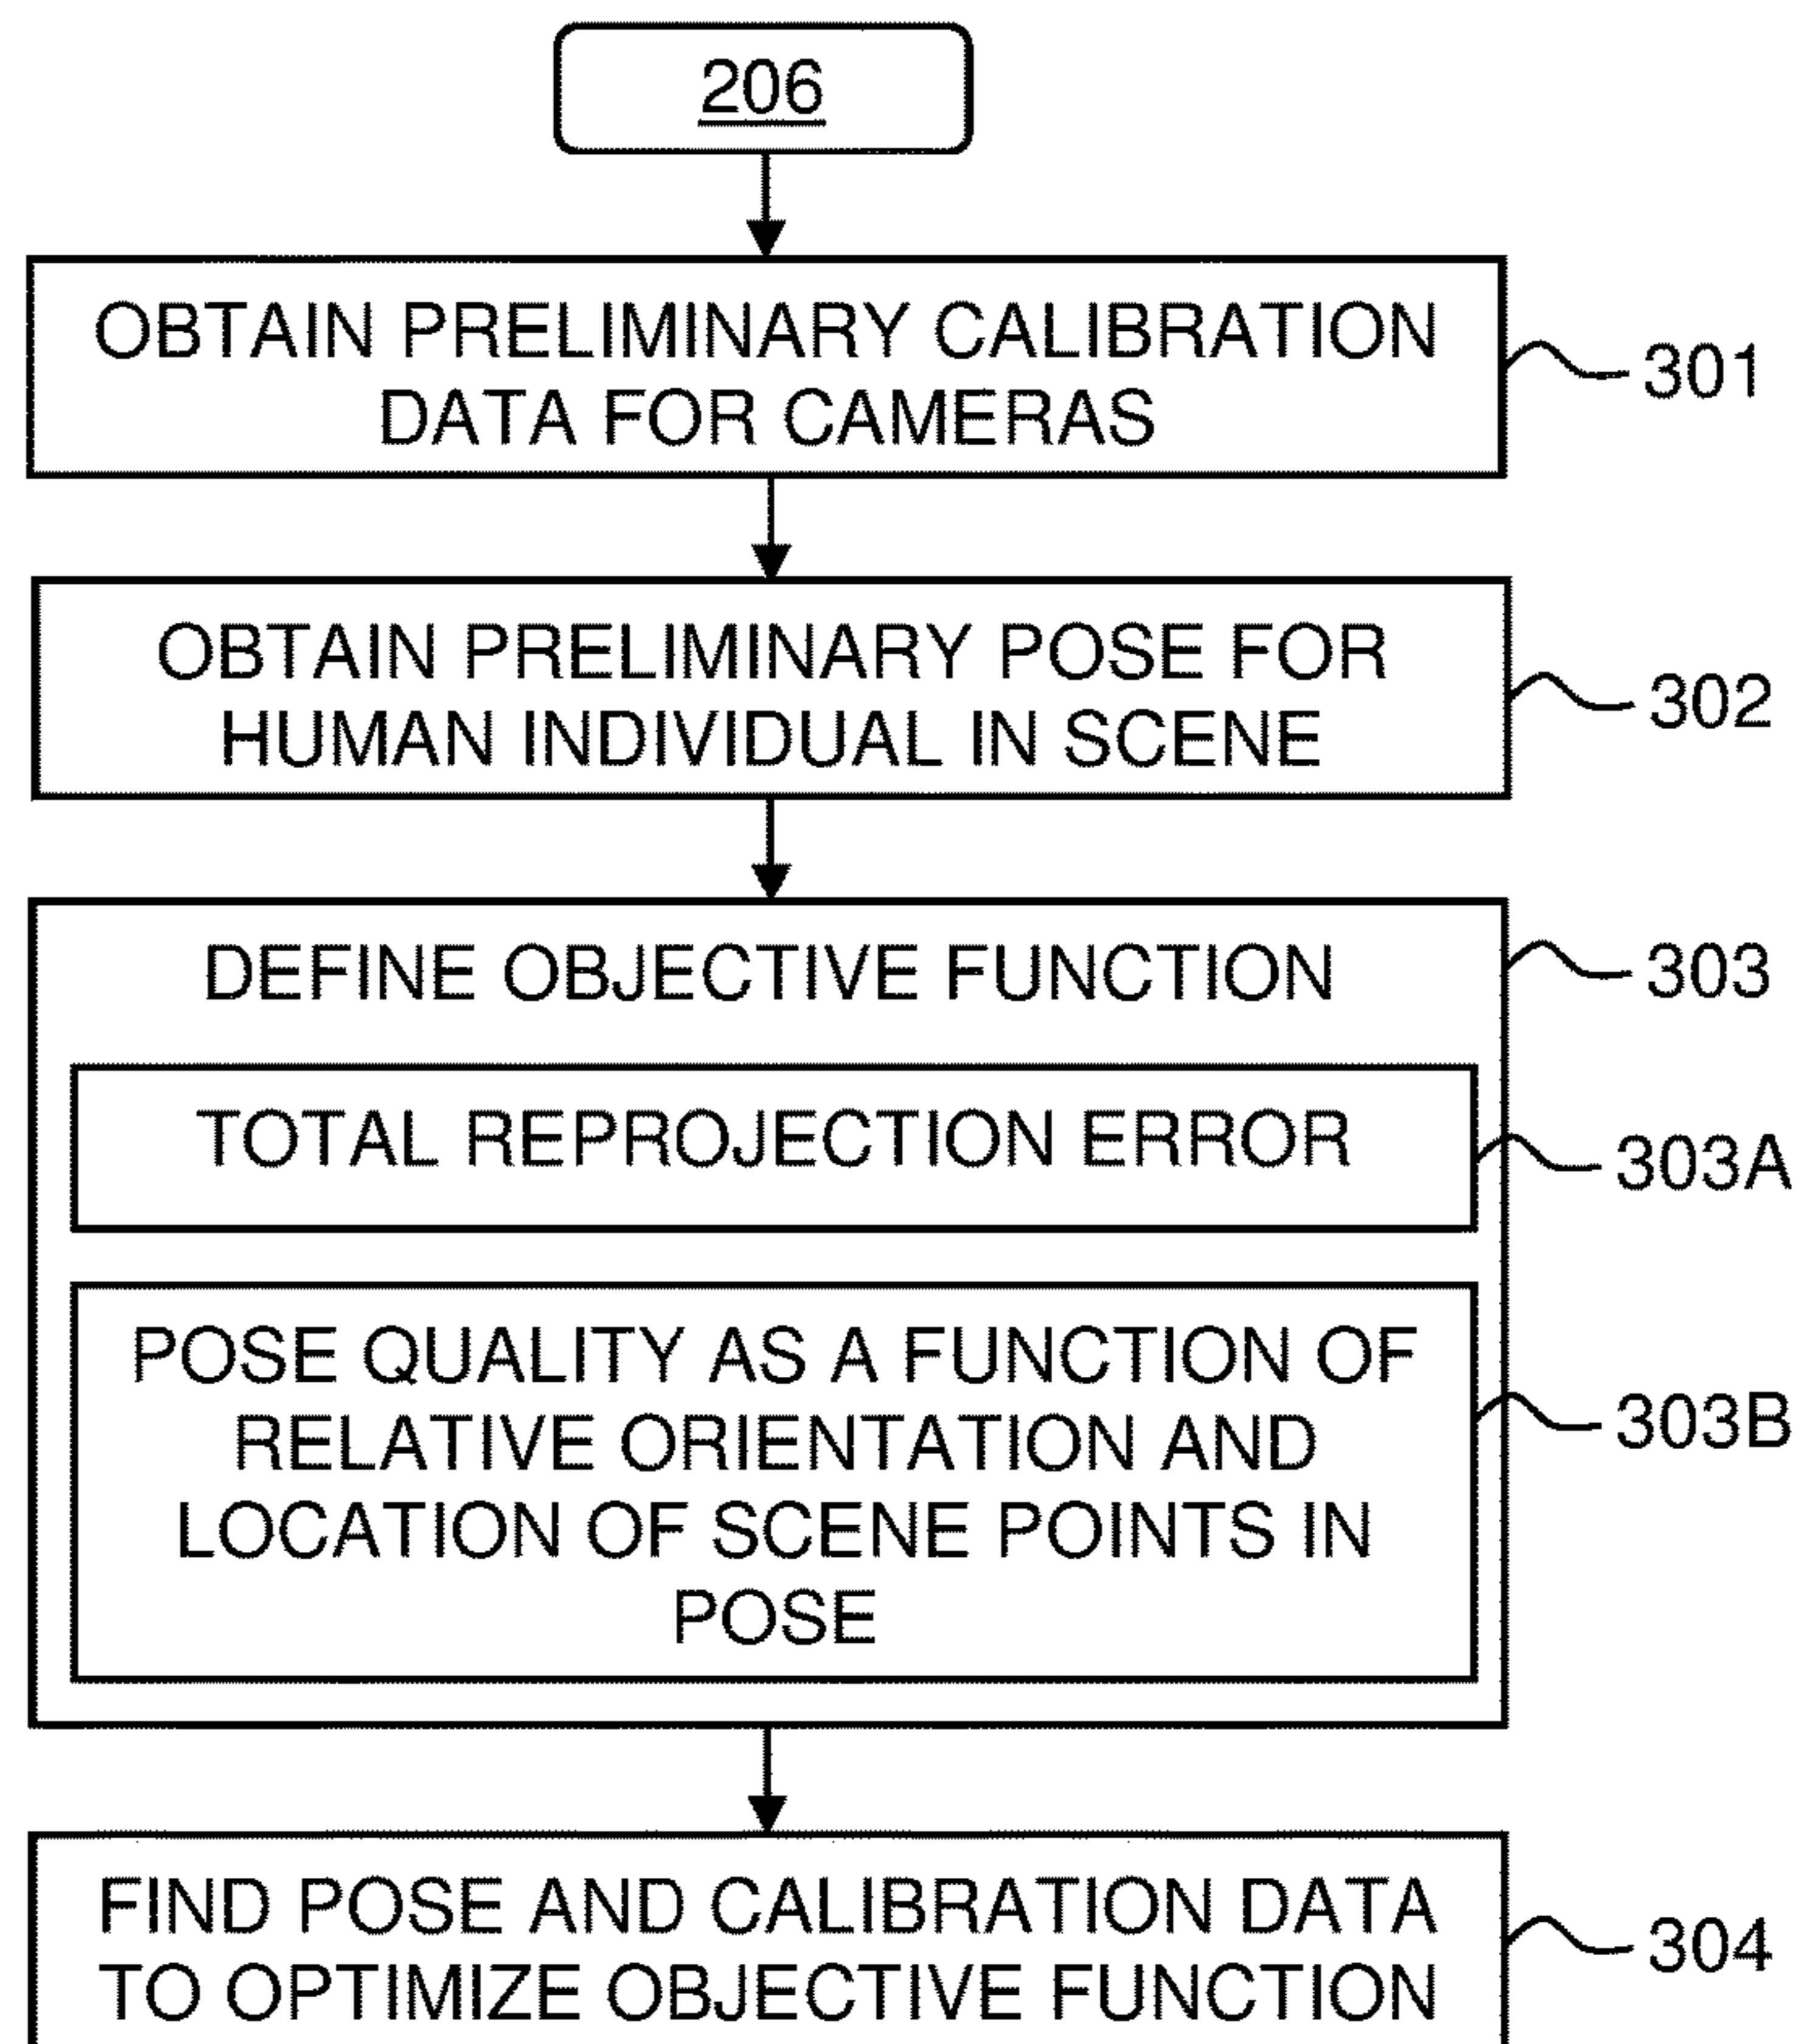 206
OBTAIN PRELIMINARY CALIBRATION
DATA FOR CAMERAS
301
OBTAIN PRELIMINARY POSE FOR
HUMAN INDIVIDUAL IN SCENE
302
DEFINE OBJECTIVE FUNCTION
303
TOTAL REPROJECTION ERROR
303A
POSE QUALITY AS A FUNCTION OF
RELATIVE ORIENTATION AND
LOCATION OF SCENE POINTS IN
POSE
303B
FIND POSE AND CALIBRATION DATA
TO OPTIMIZE OBJECTIVE FUNCTION
304